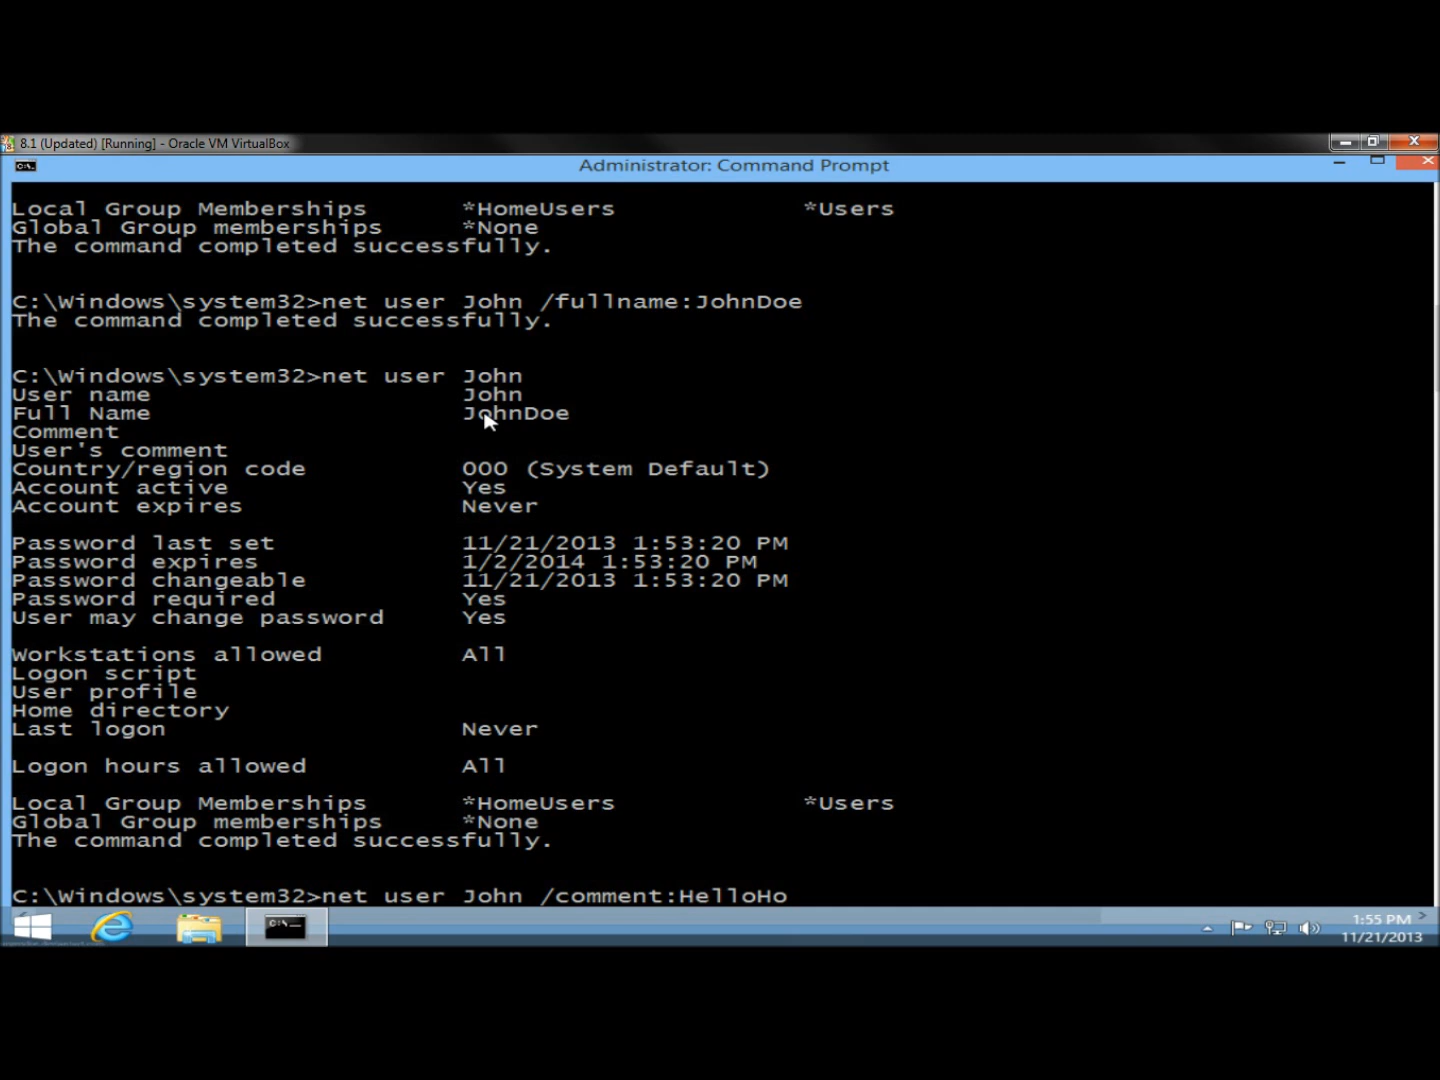 8.1 (Updated) [Running] - Oracle VM VirtualBox
Administrator: Command Prompt
Local Group Memberships *HomeUsers *Users
Global Group memberships *None
The command completed successfully.
C:\Windows\system32>net user John /fullname:JohnDoe
The command completed successfully.
C:\Windows\system32>net user John
User name John
Full Name JohnDoe
Comment
User's comment
Country/region code 000 (System Default)
Account active Yes
Account expires Never
Password last set 11/21/2013 1:53:20 PM
Password expires 1/2/2014 1:53:20 PM
Password changeable 11/21/2013 1:53:20 PM
Password required Yes
User may change password Yes
Workstations allowed All
Logon script
User profile
Home directory
Last logon Never
Logon hours allowed All
Local Group Memberships *HomeUsers *Users
Global Group memberships *None
The command completed successfully.
C:\Windows\system32>net user John /comment:HelloHo
1:55 PM
11/21/2013